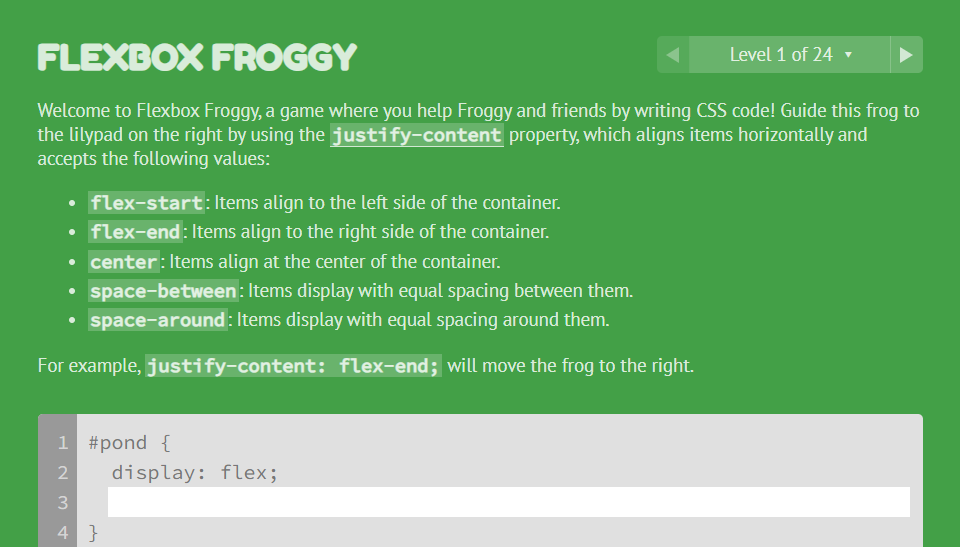 FLEXBOX FROGGY
◀ Level 1 of 24 ▼ ▶
Welcome to Flexbox Froggy, a game where you help Froggy and friends by writing CSS code! Guide this frog to
the lilypad on the right by using the justify-content property, which aligns items horizontally and
accepts the following values:
• flex-start: Items align to the left side of the container.
• flex-end: Items align to the right side of the container.
• center: Items align at the center of the container.
• space-between: Items display with equal spacing between them.
• space-around: Items display with equal spacing around them.
For example, justify-content: flex-end; will move the frog to the right.
1 #pond {
2 display: flex;
3
4 }